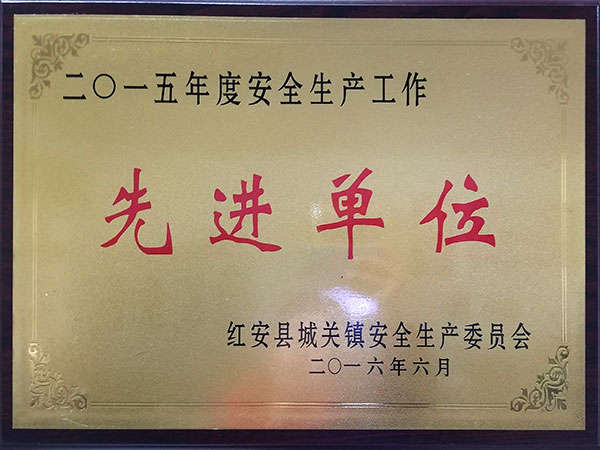 二〇一五年度安全生产工作
先进单位
红安县城关镇安全生产委员会
二〇一六年六月